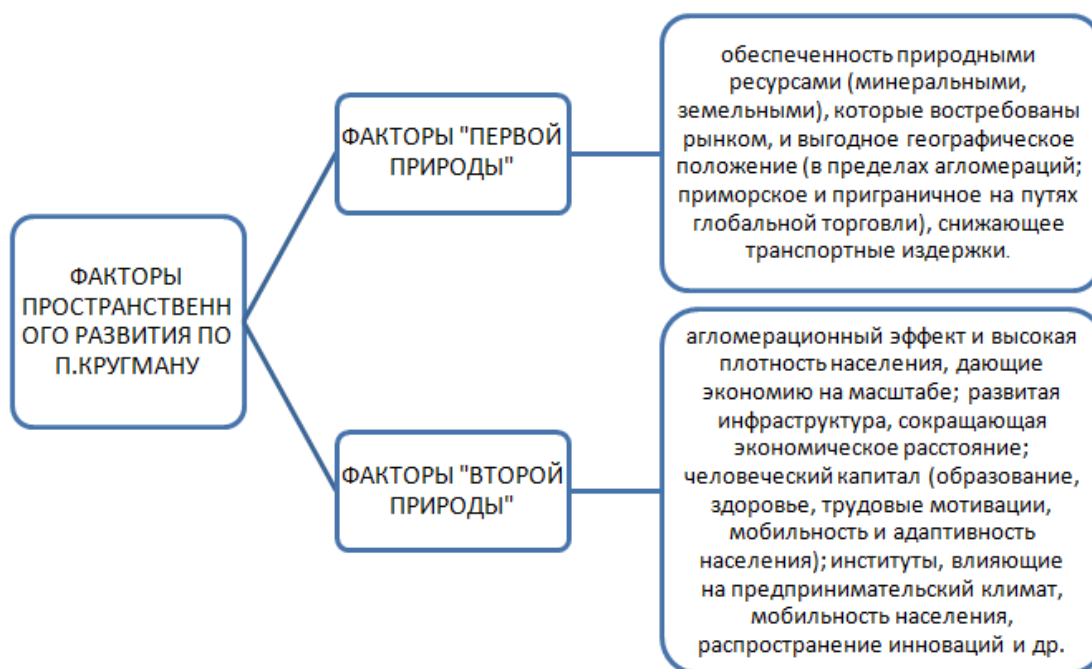 ФАКТОРЫ
ПРОСТРАНСТВЕНН
ОГО РАЗВИТИЯ ПО
П.КРУГМАНУ
ФАКТОРЫ "ПЕРВОЙ
ПРИРОДЫ"
обеспеченность природными
ресурсами (минеральными,
земельными), которые востребованы
рынком, и выгодное географическое
положение (в пределах агломераций;
приморское и приграничное на путях
глобальной торговли), снижающее
транспортные издержки.
ФАКТОРЫ "ВТОРОЙ
ПРИРОДЫ"
агломерационный эффект и высокая
плотность населения, дающие
экономию на масштабе; развитая
инфраструктура, сокращающая
экономическое расстояние;
человеческий капитал (образование,
здоровье, трудовые мотивации,
мобильность и адаптивность
населения); институты, влияющие
на предпринимательский климат,
мобильность населения,
распространение инноваций и др.